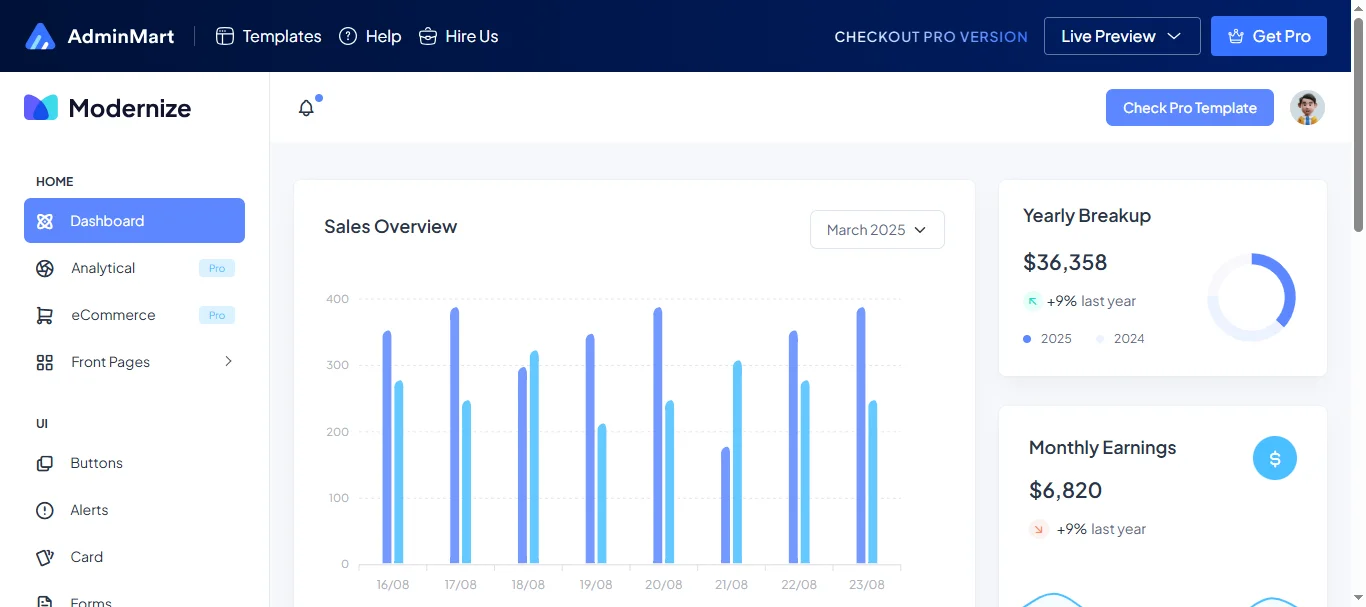 AdminMart
Templates
Help
Hire Us
CHECKOUT PRO VERSION
Live Preview
Get Pro
Modernize
Check Pro Template
HOME
Dashboard
Analytical
Pro
eCommerce
Pro
Front Pages
UI
Buttons
Alerts
Card
Forms
Sales Overview
March 2025
400
300
200
100
0
16/08
17/08
18/08
19/08
20/08
21/08
22/08
23/08
Yearly Breakup
$36,358
+9% last year
2025
2024
Monthly Earnings
$
$6,820
+9% last year